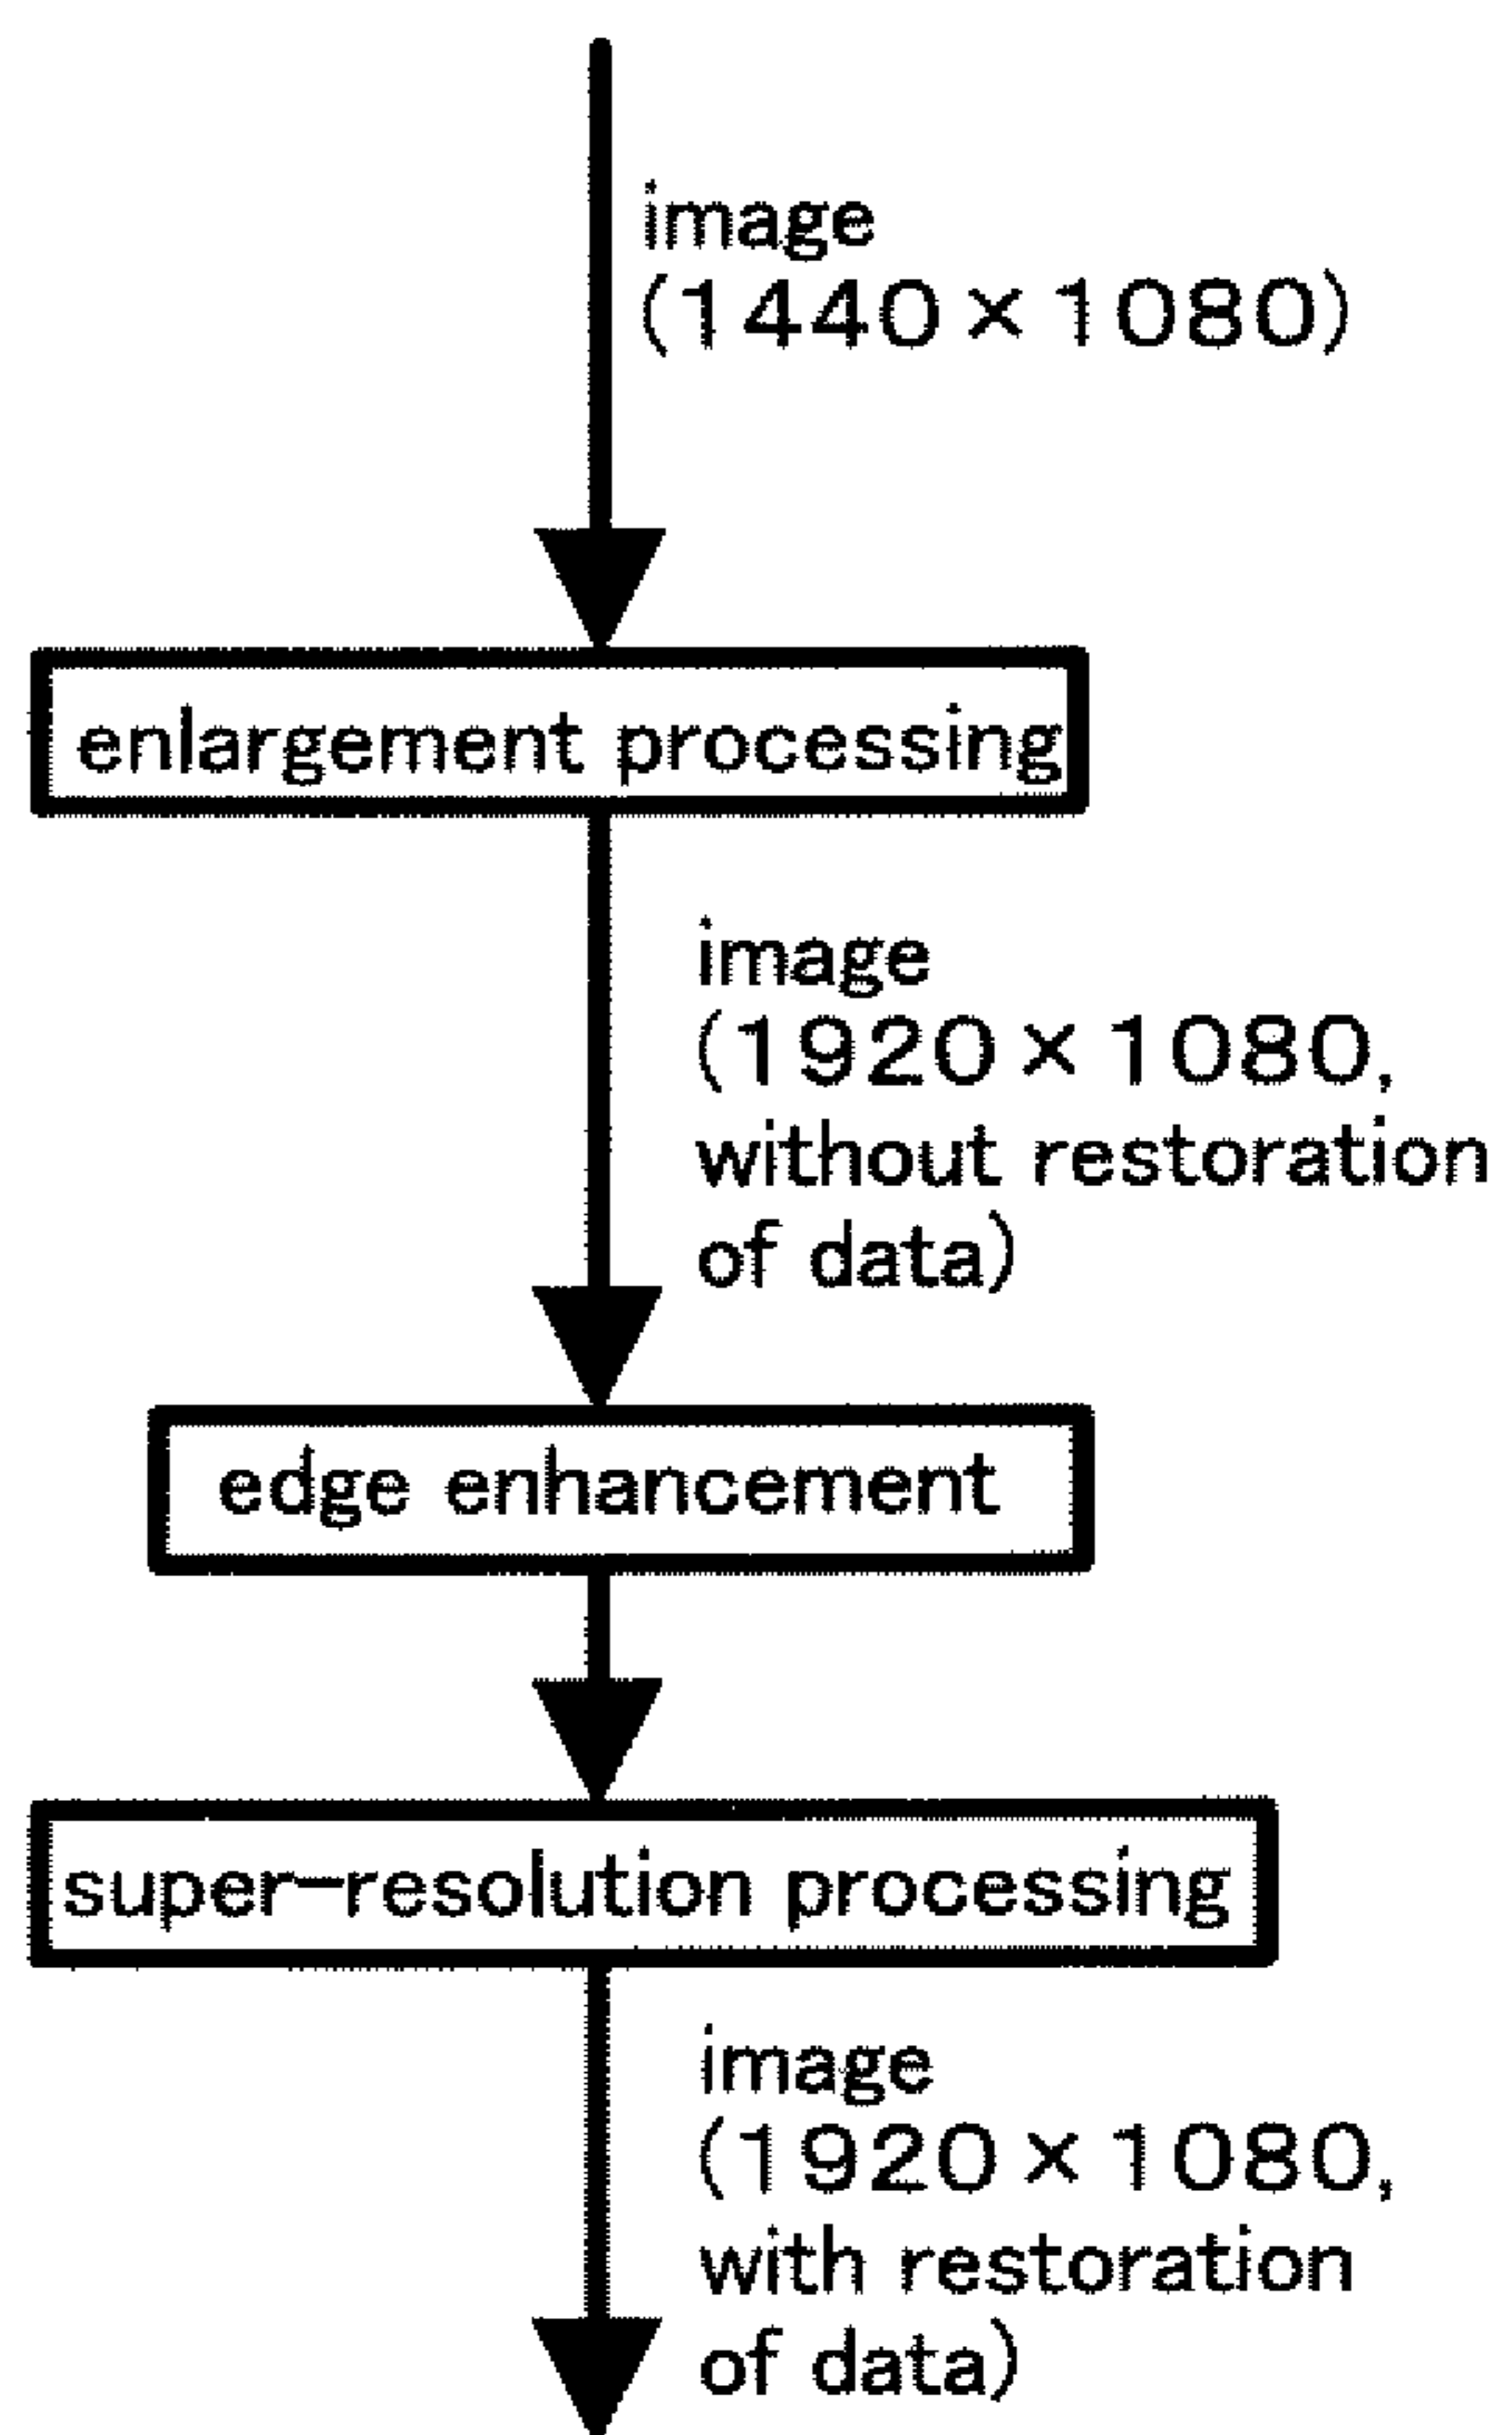 image
(1440×1080)
enlargement processing
image
(1920×1080,
without restoration
of data)
edge enhancement
super-resolution processing
image
(1920×1080,
with restoration
of data)